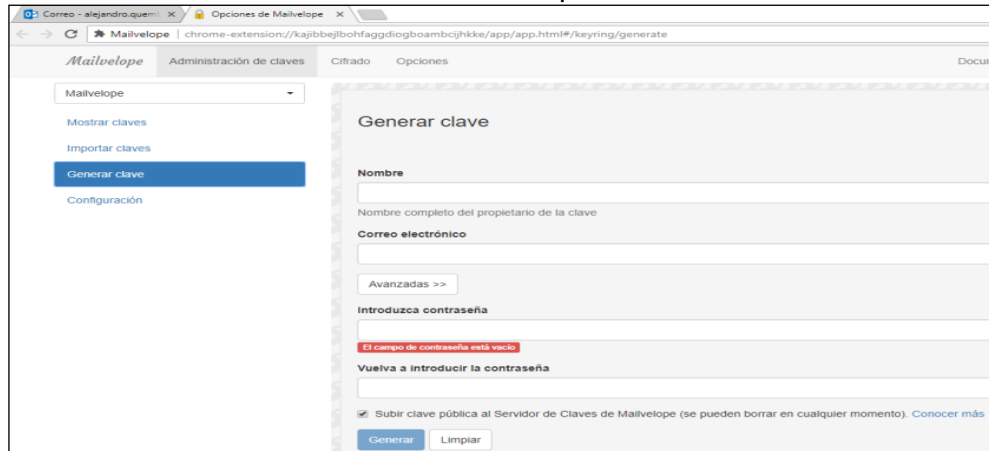 Correo - alejandro.quem
Opciones de Mailvelope
Mailvelope | chrome-extension://kajibbejlbohfaggdiogboambcijhkke/app/app.html#/keyring/generate
Mailvelope Administración de claves Cifrado Opciones Docur
Mailvelope
Mostrar claves
Importar claves
Generar clave
Configuración
Generar clave
Nombre
Nombre completo del propietario de la clave
Correo electrónico
Avanzadas >>
Introduzca contraseña
El campo de contraseña está vacío
Vuelva a introducir la contraseña
Subir clave pública al Servidor de Claves de Mailvelope (se pueden borrar en cualquier momento). Conocer más
Generar Limpiar